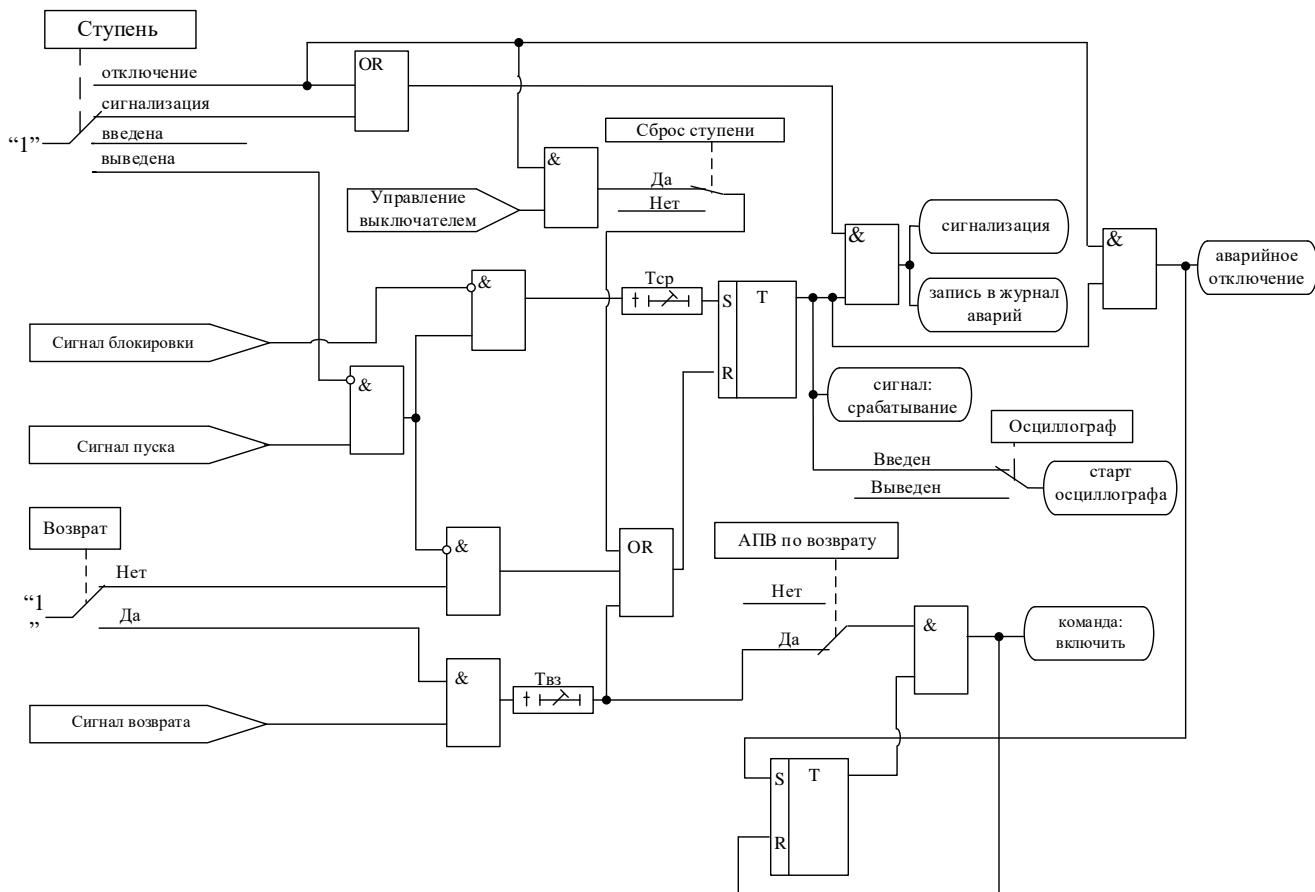 Ступень
отключение
сигнализация
“1”
введена
выведена
OR
&
Сброс ступени
Да
Нет
Управление
выключателем
&
сигнализация
запись в журнал
аварий
&
аварийное
отключение
Сигнал блокировки
&
Тср
S
T
R
сигнал:
срабатывание
&
Сигнал пуска
Осциллограф
Введен
Выведен
старт
осциллографа
Возврат
“1
”
Нет
Да
&
OR
АПВ по возврату
Нет
Да
&
команда:
включить
Сигнал возврата
&
Твз
S
T
R